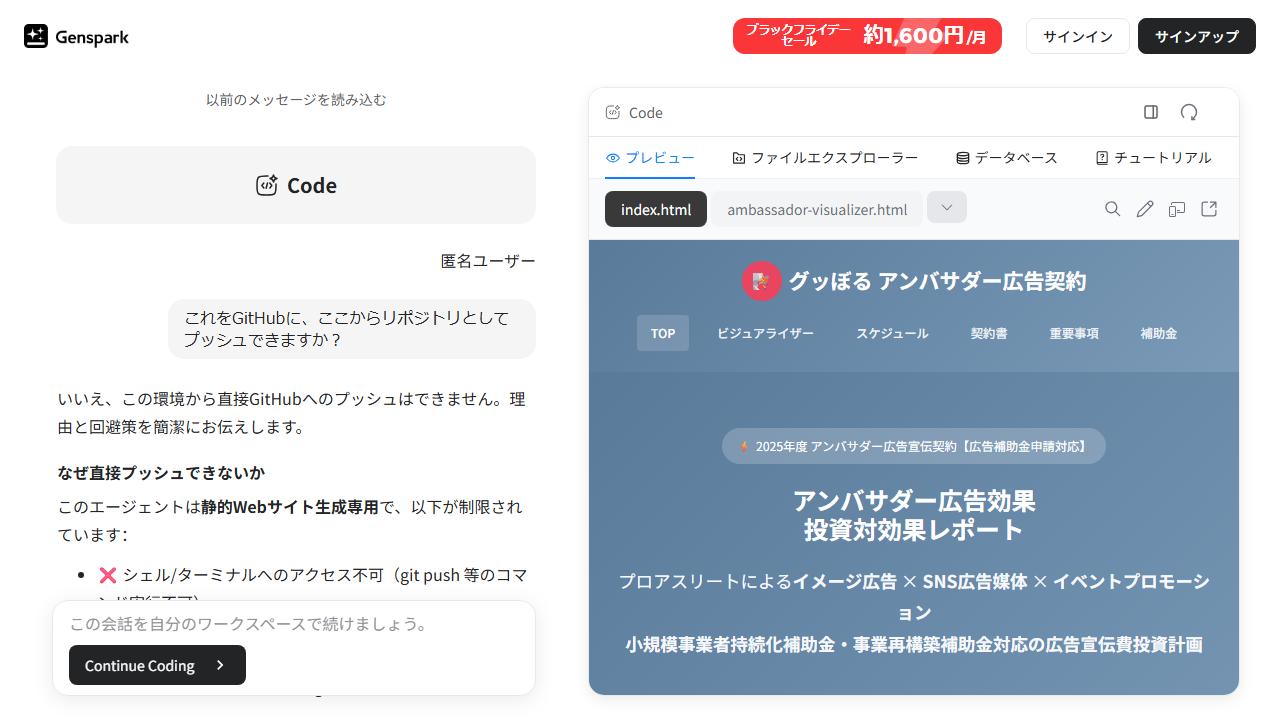 Genspark
ブラックフライデー
セール
約1,600円/月
サインイン
サインアップ
以前のメッセージを読み込む
Code
匿名ユーザー
これをGitHubに、ここからリポジトリとして
プッシュできますか？
いいえ、この環境から直接GitHubへのプッシュはできません。理
由と回避策を簡潔にお伝えします。
なぜ直接プッシュできないか
このエージェントは静的Webサイト生成専用で、以下が制限され
ています：
❌ シェル/ターミナルへのアクセス不可（git push 等のコマ
この会話を自分のワークスペースで続けましょう。
Continue Coding
Code
プレビュー
ファイルエクスプローラー
データベース
チュートリアル
index.html
ambassador-visualizer.html
グッぼる アンバサダー広告契約
TOP
ビジュアライザー
スケジュール
契約書
重要事項
補助金
2025年度 アンバサダー広告宣伝契約【広告補助金申請対応】
アンバサダー広告効果
投資対効果レポート
プロアスリートによるイメージ広告 × SNS広告媒体 × イベントプロモーシ
ョン
小規模事業者持続化補助金・事業再構築補助金対応の広告宣伝費投資計画